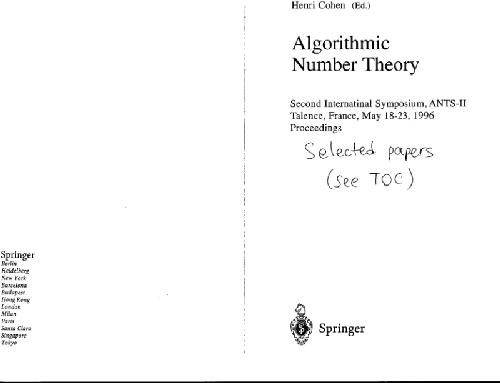 Henri Cohen (Ed.)
Algorithmic
Number Theory
Second Internatinal Symposium, ANTS-II
Talence, France, May 18-23, 1996
Proceedings
Selected papers
(see TOC)
Springer
Springer
Berlin
Heidelberg
New York
Barcelona
Budapest
Hong Kong
London
Milan
Paris
Santa Clara
Singapore
Tokyo